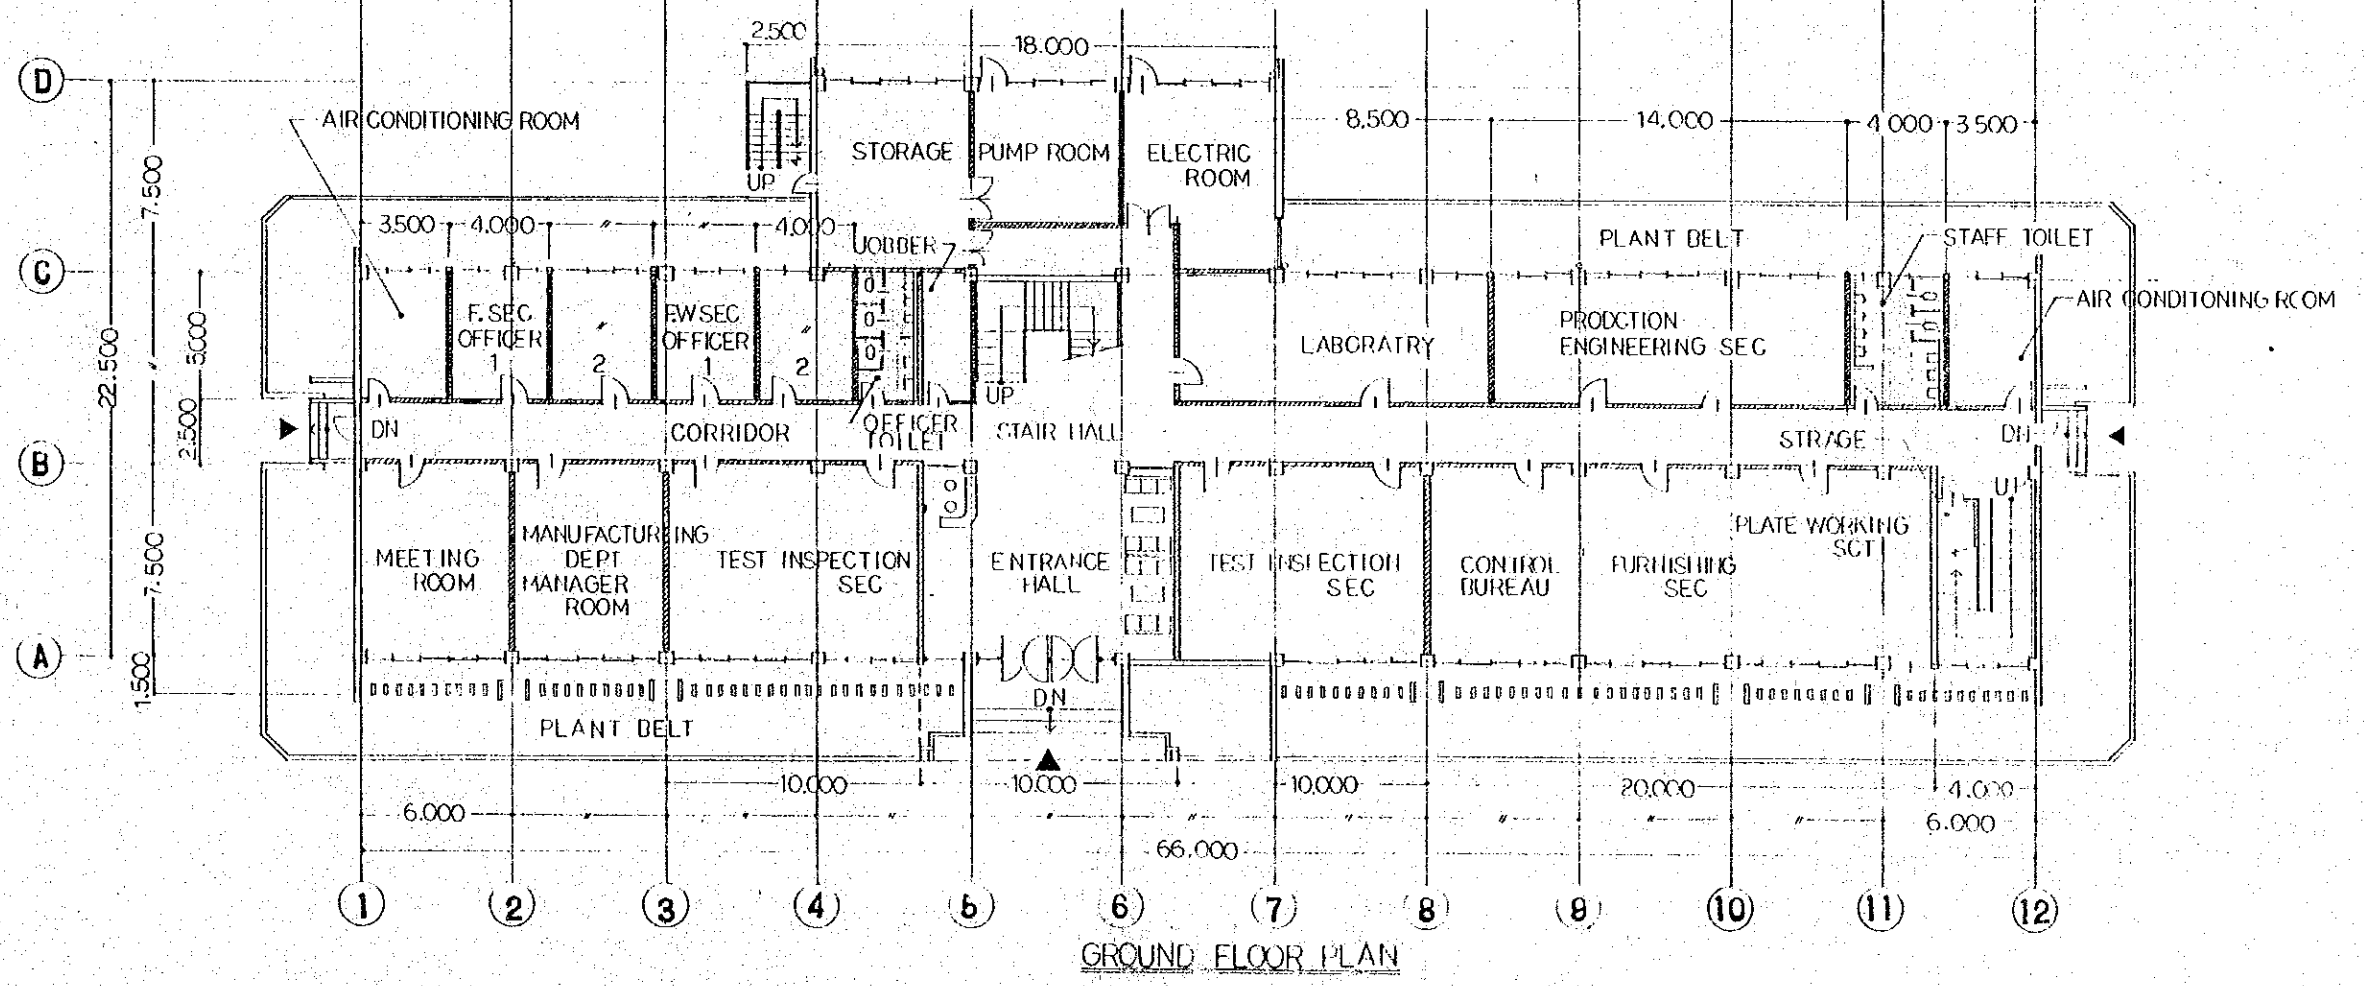 2.500
18.000
D
AIR CONDITIONING ROOM
8,500
14,000
4 000
3 500
7.500
STORAGE
PUMP ROOM
ELECTRIC
ROOM
UP
3.500
4.000
〃
〃
4.000
UOBBER
PLANT BELT
STAFF TOILET
C
AIR CONDITONING ROOM
F. SEC
OFFICER
1
〃
2
F.W SEC
OFFICER
1
〃
2
LABORATRY
PRODCTION
ENGINEERING SEC
22.500
〃
5.000
2.500
UP
DN
CORRIDOR
OFFICER
TOILET
STAIR HALL
STRAGE
DN
B
MEETING
ROOM
MANUFACTURING
DEPT
MANAGER
ROOM
TEST INSPECTION
SEC
ENTRANCE
HALL
TEST INSPECTION
SEC
CONTROL
BUREAU
FURNISHING
SEC
PLATE WORKING
SCT
7.500
A
1.500
DN
PLANT BELT
10.000
10.000
10.000
20.000
4.000
6.000
〃
〃
〃
〃
〃
〃
〃
〃
〃
6.000
66.000
1
2
3
4
5
6
7
8
9
10
11
12
GROUND FLOOR PLAN